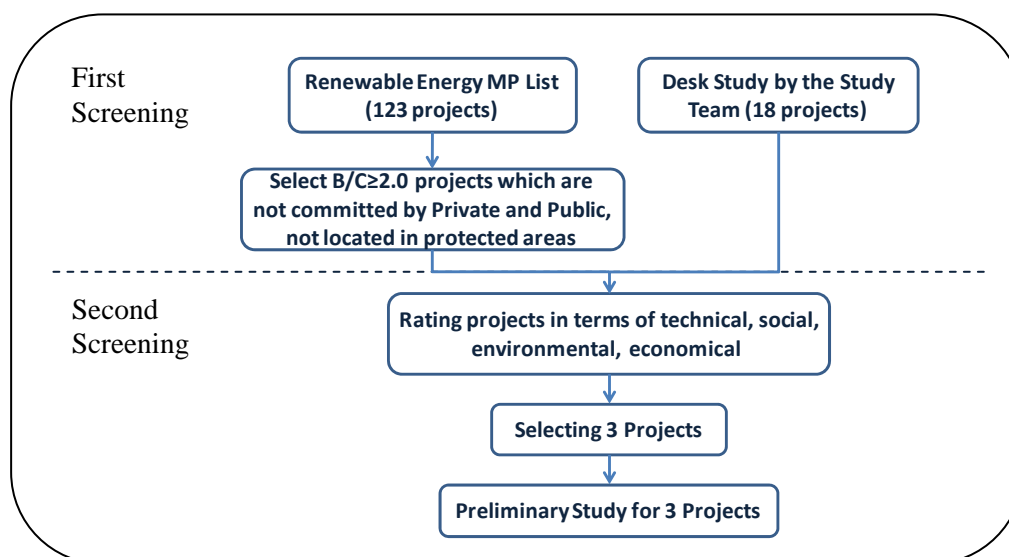 First
Screening
Renewable Energy MP List
(123 projects)
Desk Study by the Study
Team (18 projects)
Select B/C≥2.0 projects which are
not committed by Private and Public,
not located in protected areas
Second
Screening
Rating projects in terms of technical, social,
environmental, economical
Selecting 3 Projects
Preliminary Study for 3 Projects